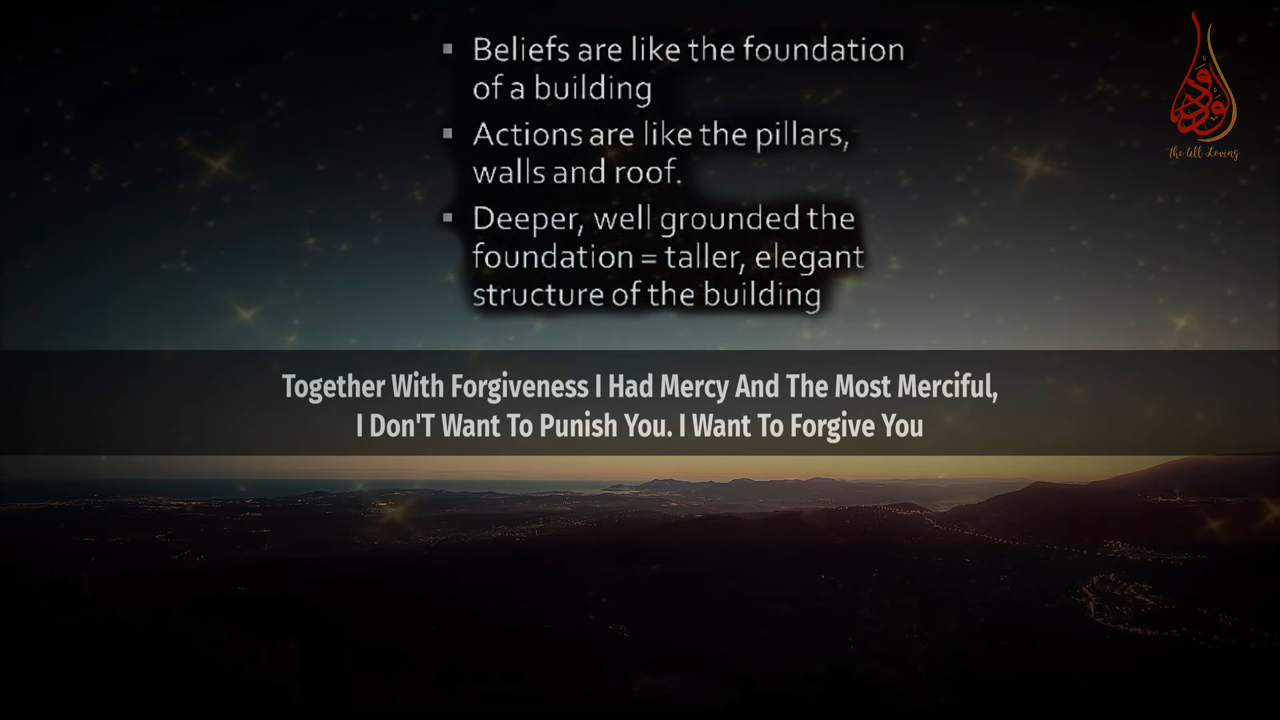 ▪ Beliefs are like the foundation
of a building
▪ Actions are like the pillars,
walls and roof.
▪ Deeper, well grounded the
foundation = taller, elegant
structure of the building
الودود
The All Loving
Together With Forgiveness I Had Mercy And The Most Merciful,
I Don'T Want To Punish You. I Want To Forgive You